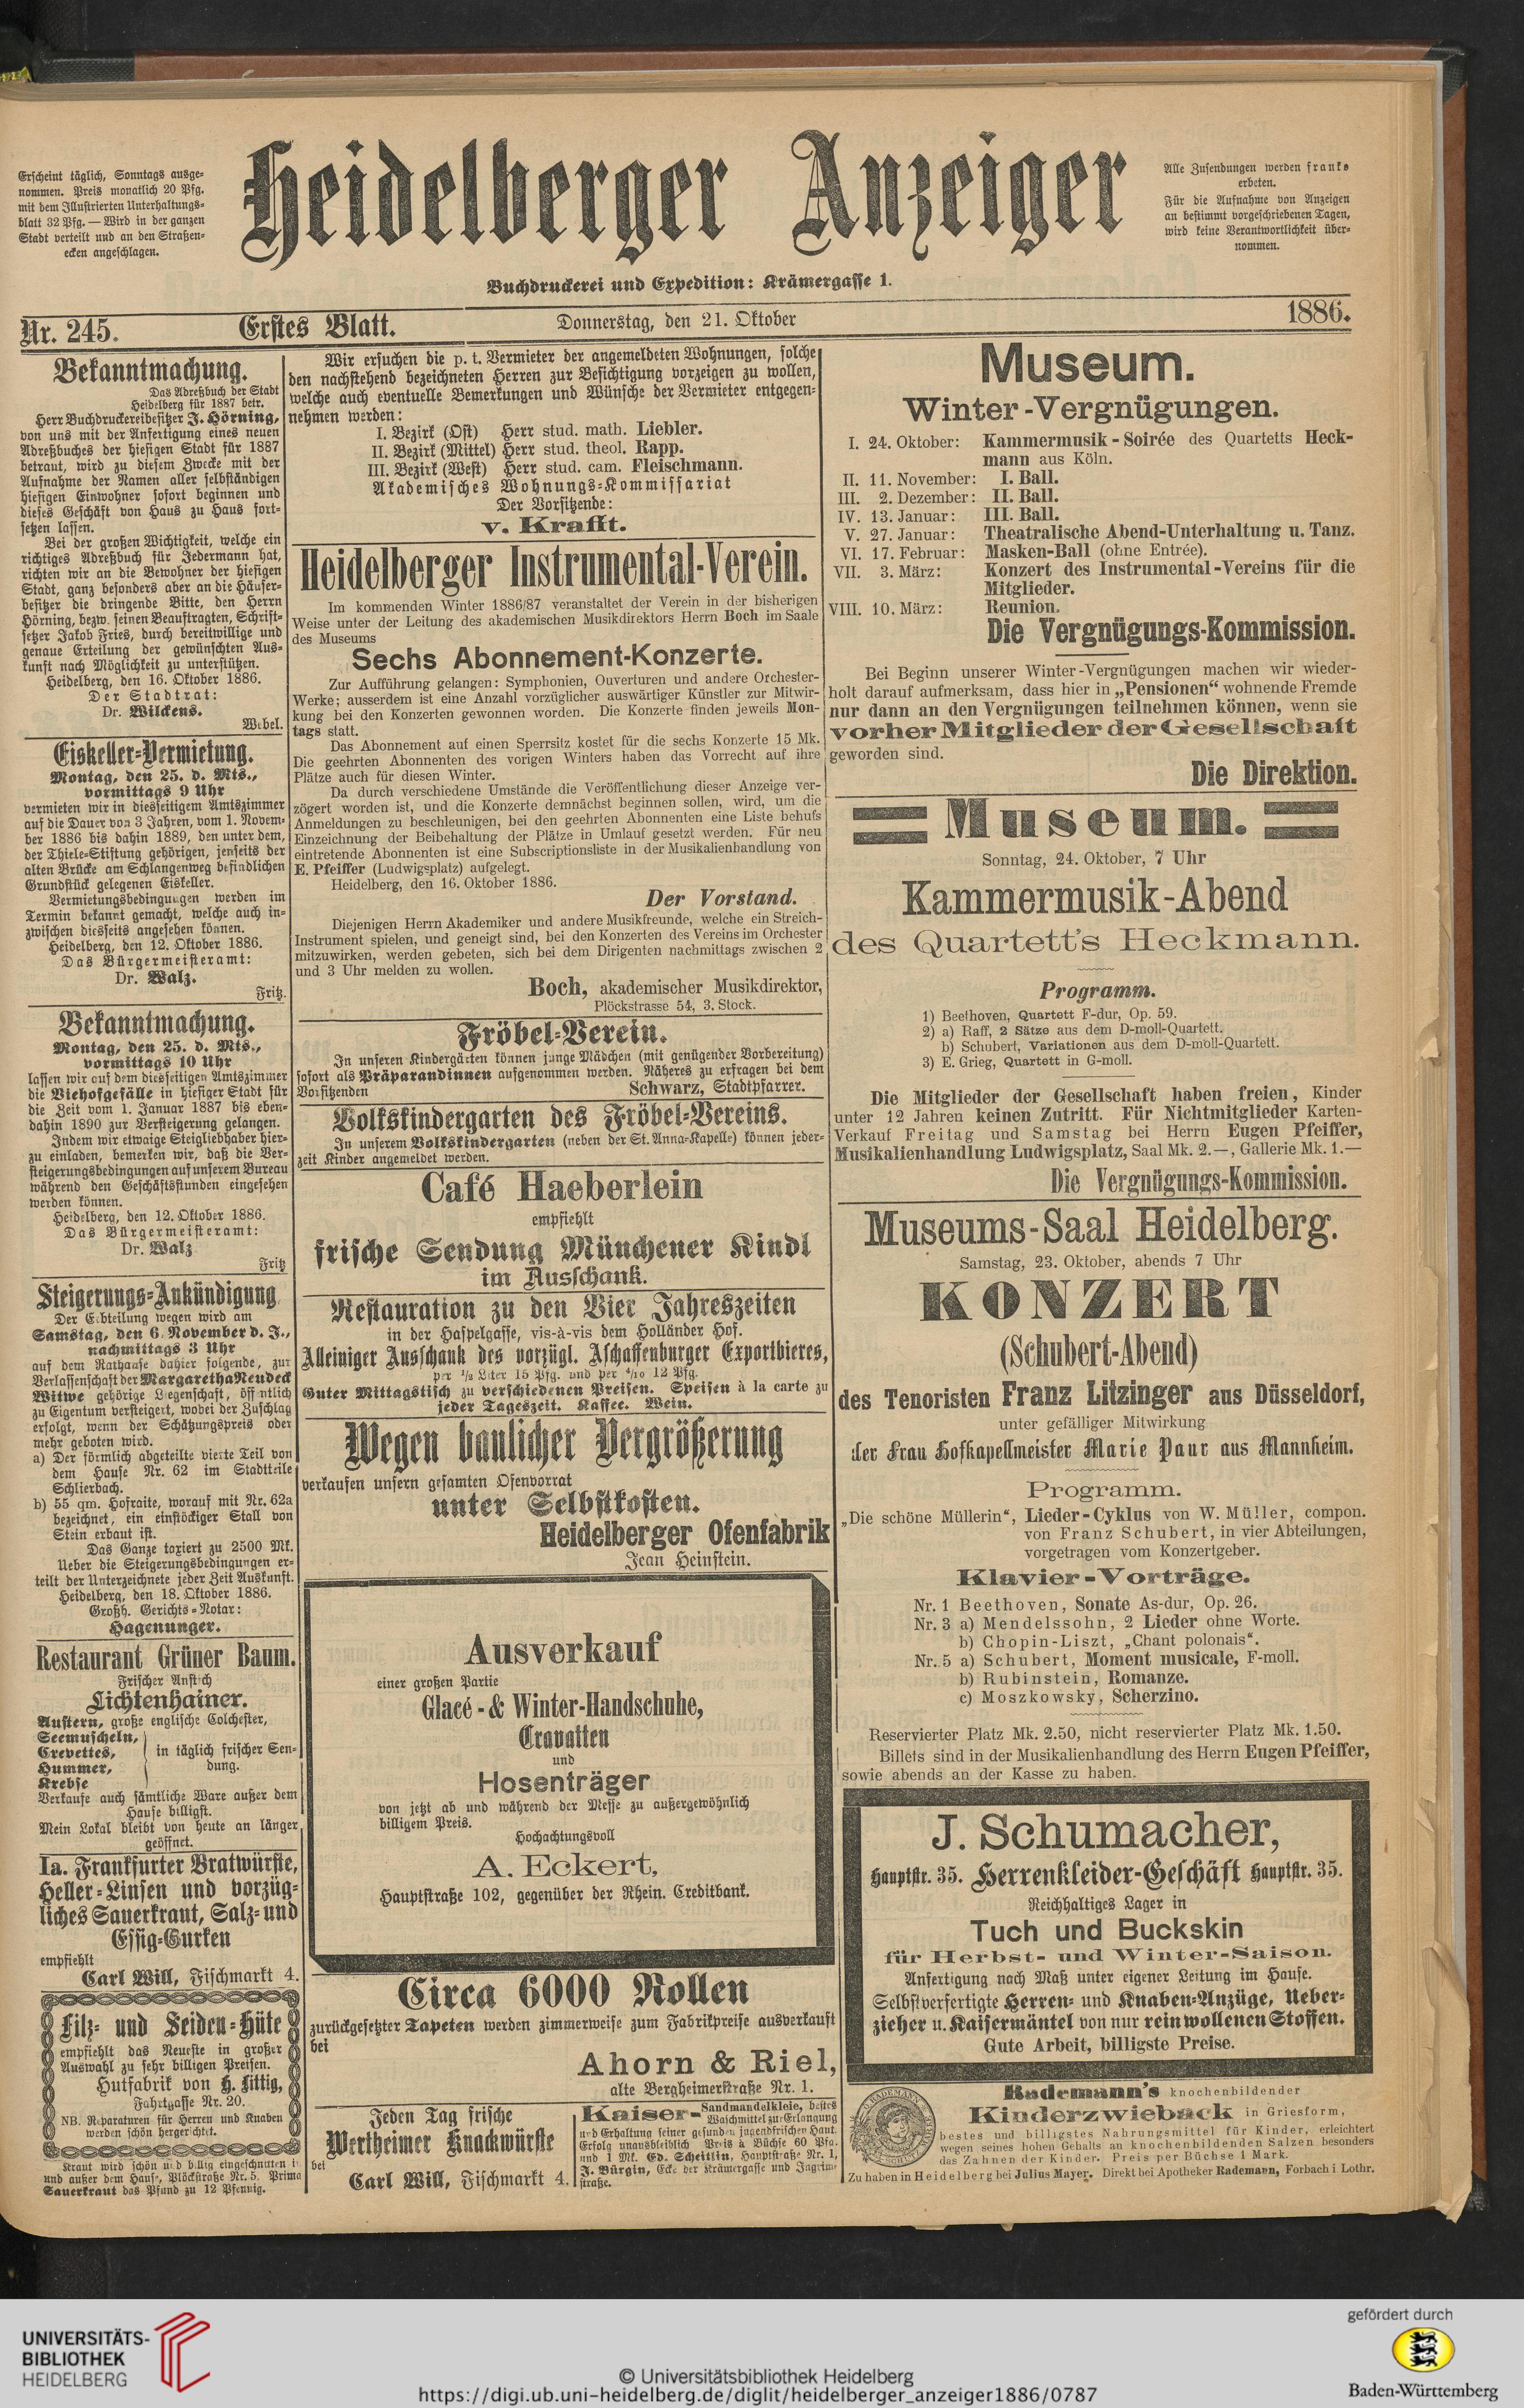 Erscheint täglich, Sonntags ausge-
nommen. Preis monatlich 20 Pfg.
mit dem Illustrierten Unterhaltungs-
blatt 32 Pfg. — Wird in der ganzen
Stadt verteilt und an den Straßen-
ecken angeschlagen.
Heidelberger Anzeiger
Alle Zusendungen werden franko
erbeten.
Für die Aufnahme von Anzeigen
an bestimmt vorgeschriebenen Tagen,
wird keine Verantwortlichkeit über-
nommen.
Buchdruckerei und Expedition: Krämergasse 1.
Nr. 245.
Erstes Blatt.
Donnerstag, den 21. Oktober
1886.
Bekanntmachung.
Das Adreßbuch der Stadt
Heidelberg für 1887 betr.
Herr Buchdruckereibesitzer J. Hörning,
von uns mit der Anfertigung eines neuen
Adreßbuches der hiesigen Stadt für 1887
betraut, wird zu diesem Zwecke mit der
Aufnahme der Namen aller selbständigen
hiesigen Einwohner sofort beginnen und
dieses Geschäft von Haus zu Haus fort-
setzen lassen.
Bei der großen Wichtigkeit, welche ein
richtiges Adreßbuch für Jedermann hat,
richten wir an die Bewohner der hiesigen
Stadt, ganz besonders aber an die Häuser-
besitzer die dringende Bitte, den Herrn
Hörning, bezw. seinen Beauftragten, Schrift-
setzer Jakob Fries, durch bereitwillige und
genaue Erteilung der gewünschten Aus-
kunft nach Möglichkeit zu unterstützen.
Heidelberg, den 16. Oktober 1886.
Der Stadtrat:
Dr. Wilckens.
Webel.
Eiskeller-Vermietung.
Montag, den 25. d. Mts.,
vormittags 9 Uhr
vermieten wir in diesseitigem Amtszimmer
auf die Dauer von 3 Jahren, vom 1. Novem-
ber 1886 bis dahin 1889, den unter dem,
der Thiele-Stiftung gehörigen, jenseits der
alten Brücke am Schlangenweg befindlichen
Grundstück gelegenen Eiskeller.
Vermietungsbedingungen werden im
Termin bekannt gemacht, welche auch in-
zwischen diesseits angesehen können.
Heidelberg, den 12. Oktober 1886.
Das Bürgermeisteramt:
Dr. Walz.
Fritz.
Bekanntmachung.
Montag, den 25. d. Mts.,
vormittags 10 Uhr
lassen wir auf dem diesseitigen Amtszimmer
die Viehhofgefälle in hiesiger Stadt für
die Zeit vom 1. Januar 1887 bis eben-
dahin 1890 zur Versteigerung gelangen.
Indem wir etwaige Steigliebhaber hier-
zu einladen, bemerken wir, daß die Ver-
steigerungsbedingungen auf unserem Bureau
während den Geschäftsstunden eingesehen
werden können.
Heidelberg, den 12. Oktober 1886.
Das Bürgermeisteramt:
Dr. Walz
Fritz
Steigerungs-Ankündigung
Der Erbteilung wegen wird am
Samstag, den 6. November d. J.,
nachmittags 3 Uhr
auf dem Rathause dahier folgende, zur
Verlassenschaft der Margaretha Neudeck
Witwe gehörige Liegenschaft, öffentlich
zu Eigentum versteigert, wobei der Zuschlag
erfolgt, wenn der Schätzungspreis oder
mehr geboten wird.
a) Der förmlich abgeteilte vierte Teil von
dem Hause Nr. 62 im Stadtteile
Schlierbach.
b) 55 qm. Hofraite, worauf mit Nr. 62a
bezeichnet, ein einstöckiger Stall von
Stein erbaut ist.
Das Ganze taxiert zu 2500 Mk.
Ueber die Steigerungsbedingungen er-
teilt der Unterzeichnete jeder Zeit Auskunft.
Heidelberg, den 18. Oktober 1886.
Großh. Gerichts-Notar:
Hagenunger.
Restaurant Grüner Baum.
Frischer Anstich
Lichtenhainer.
Austern, große englische Colchester,
Seemuscheln,
Crevettes,
Hummer,
Krebse
in täglich frischer Sen-
dung.
Verkaufe auch sämtliche Ware außer dem
Hause billigst.
Mein Lokal bleibt von heute an länger
geöffnet.
Ia. Frankfurter Bratwürste,
Heller-Linsen und vorzüg-
liches Sauerkraut, Salz- und
Essig-Gurken
empfiehlt
Carl Will, Fischmarkt 4.
Filz- und Seiden-Hüte
empfiehlt das Neueste in großer
Auswahl zu sehr billigen Preisen.
Hutfabrik von H. Littig,
Fahrtgasse Nr. 20.
NB. Reparaturen für Herren und Knaben
werden schön hergerichtet.
Kraut wird schön und billig eingeschnitten in
und außer dem Hause, Plöckstraße Nr. 5. Prima
Sauerkraut das Pfund zu 12 Pfennig.
Wir ersuchen die p. t. Vermieter der angemeldeten Wohnungen, solche
den nachstehend bezeichneten Herren zur Besichtigung vorzeigen zu wollen,
welche auch eventuelle Bemerkungen und Wünsche der Vermieter entgegen-
nehmen werden:
I. Bezirk (Ost) Herr stud. math. Liebler.
II. Bezirk (Mittel) Herr stud. theol. Rapp.
III. Bezirk (West) Herr stud. cam. Fleischmann.
Akademisches Wohnungs-Kommissariat
Der Vorsitzende:
v. Krafft.
Heidelberger Instrumental-Verein.
Im kommenden Winter 1886/87 veranstaltet der Verein in der bisherigen
Weise unter der Leitung des akademischen Musikdirektors Herrn Boch im Saale
des Museums
Sechs Abonnement-Konzerte.
Zur Aufführung gelangen: Symphonien, Ouverturen und andere Orchester-
Werke; ausserdem ist eine Anzahl vorzüglicher auswärtiger Künstler zur Mitwir-
kung bei den Konzerten gewonnen worden. Die Konzerte finden jeweils Mon-
tags statt.
Das Abonnement auf einen Sperrsitz kostet für die sechs Konzerte 15 Mk.
Die geehrten Abonnenten des vorigen Winters haben das Vorrecht auf ihre
Plätze auch für diesen Winter.
Da durch verschiedene Umstände die Veröffentlichung dieser Anzeige ver-
zögert worden ist, und die Konzerte demnächst beginnen sollen, wird, um die
Anmeldungen zu beschleunigen, bei den geehrten Abonnenten eine Liste behufs
Einzeichnung der Beibehaltung der Plätze in Umlauf gesetzt werden. Für neu
eintretende Abonnenten ist eine Subscriptionsliste in der Musikalienhandlung von
E. Pfeiffer (Ludwigsplatz) aufgelegt.
Heidelberg, den 16. Oktober 1886.
Der Vorstand.
Diejenigen Herrn Akademiker und andere Musikfreunde, welche ein Streich-
Instrument spielen, und geneigt sind, bei den Konzerten des Vereins im Orchester
mitzuwirken, werden gebeten, sich bei dem Dirigenten nachmittags zwischen 2
und 3 Uhr melden zu wollen.
Boch, akademischer Musikdirektor,
Plöckstrasse 54, 3. Stock.
Fröbel-Verein.
In unseren Kindergärten können junge Mädchen (mit genügender Vorbereitung)
sofort als Präparandinnen aufgenommen werden. Näheres zu erfragen bei dem
Vorsitzenden Schwarz, Stadtpfarrer.
Volkskindergarten des Fröbel-Vereins.
In unserem Volkskindergarten (neben der St. Anna-Kapelle) können jeder-
zeit Kinder angemeldet werden.
Café Haeberlein
empfiehlt
frische Sendung Münchener Kindl
im Ausschank.
Restauration zu den Vier Jahreszeiten
in der Haspelgasse, vis-à-vis dem Holländer Hof.
Alleiniger Ausschank des vorzügl. Aschaffenburger Exportbieres,
per ½ Liter 15 Pfg. und per 4/10 12 Pfg.
Guter Mittagstisch zu verschiedenen Preisen. Speisen à la carte zu
jeder Tageszeit. Kaffee. Wein.
Wegen baulicher Vergrößerung
verkaufen unsern gesamten Ofenvorrat
unter Selbstkosten.
Heidelberger Ofenfabrik
Jean Heinstein.
Ausverkauf
einer großen Partie
Glacé- & Winter-Handschuhe,
Cravatten
und
Hosenträger
von jetzt ab und während der Messe zu außergewöhnlich
billigem Preis.
Hochachtungsvoll
A. Eckert,
Hauptstraße 102, gegenüber der Rhein. Creditbank.
Circa 6000 Rollen
zurückgesetzter Tapeten werden zimmerweise zum Fabrikpreise ausverkauft
bei
Ahorn & Riel,
alte Bergheimerstraße Nr. 1.
Jeden Tag frische
Wertheimer Knackwürste
bei
Carl Will, Fischmarkt 4.
Kaiser-Sandmandelkleie, bestes
Waschmittel zur Erlangung
und Erhaltung seiner gesunden jugendfrischen Haut.
Erfolg unausbleiblich Preis à Büchse 60 Pfg.
und 1 Mk. Ed. Scheitlin, Hauptstraße Nr. 1,
J. Bürgin, Ecke der Krämergasse und Ingrim-
straße.
Museum.
Winter-Vergnügungen.
I. 24. Oktober: Kammermusik-Soirée des Quartetts Heck-
mann aus Köln.
II. 11. November: I. Ball.
III. 2. Dezember: II. Ball.
IV. 13. Januar: III. Ball.
V. 27. Januar: Theatralische Abend-Unterhaltung u. Tanz.
VI. 17. Februar: Masken-Ball (ohne Entrée).
VII. 3. März: Konzert des Instrumental-Vereins für die
Mitglieder.
VIII. 10. März: Reunion.
Die Vergnügungs-Kommission.
Bei Beginn unserer Winter-Vergnügungen machen wir wieder-
holt darauf aufmerksam, dass hier in „Pensionen“ wohnende Fremde
nur dann an den Vergnügungen teilnehmen können, wenn sie
vorher Mitglieder der Gesellschaft
geworden sind.
Die Direktion.
Museum.
Sonntag, 24. Oktober, 7 Uhr
Kammermusik-Abend
des Quartett's Heckmann.
Programm.
1) Beethoven, Quartett F-dur, Op. 59.
2) a) Raff, 2 Sätze aus dem D-moll-Quartett.
b) Schubert, Variationen aus dem D-moll-Quartett.
3) E. Grieg, Quartett in G-moll.
Die Mitglieder der Gesellschaft haben freien, Kinder
unter 12 Jahren keinen Zutritt. Für Nichtmitglieder Karten-
Verkauf Freitag und Samstag bei Herrn Eugen Pfeiffer,
Musikalienhandlung Ludwigsplatz, Saal Mk. 2.—, Gallerie Mk. 1.—
Die Vergnügungs-Kommission.
Museums-Saal Heidelberg.
Samstag, 23. Oktober, abends 7 Uhr
KONZERT
(Schubert-Abend)
des Tenoristen Franz Litzinger aus Düsseldorf,
unter gefälliger Mitwirkung
der Frau Hofkapellmeister Marie Paur aus Mannheim.
Programm.
„Die schöne Müllerin“, Lieder-Cyklus von W. Müller, compon.
von Franz Schubert, in vier Abteilungen,
vorgetragen vom Konzertgeber.
Klavier-Vorträge.
Nr. 1 Beethoven, Sonate As-dur, Op. 26.
Nr. 3 a) Mendelssohn, 2 Lieder ohne Worte.
b) Chopin-Liszt, „Chant polonais“.
Nr. 5 a) Schubert, Moment musicale, F-moll.
b) Rubinstein, Romanze.
c) Moszkowsky, Scherzino.
Reservierter Platz Mk. 2.50, nicht reservierter Platz Mk. 1.50.
Billets sind in der Musikalienhandlung des Herrn Eugen Pfeiffer,
sowie abends an der Kasse zu haben.
J. Schumacher,
Hauptstr. 35. Herrenkleider-Geschäft Hauptstr. 35.
Reichhaltiges Lager in
Tuch und Buckskin
für Herbst- und Winter-Saison.
Anfertigung nach Maß unter eigener Leitung im Hause.
Selbstverfertigte Herren- und Knaben-Anzüge, Ueber-
zieher u. Kaisermäntel von nur reinwollenen Stoffen.
Gute Arbeit, billigste Preise.
Rademann's knochenbildender
Kinderzwieback in Griesform,
bestes und billigstes Nahrungsmittel für Kinder, erleichtert
wegen seines hohen Gehalts an knochenbildenden Salzen besonders
das Zahnen der Kinder. Preis per Büchse 1 Mark.
Zu haben in Heidelberg bei Julius Mayer. Direkt bei Apotheker Rademann, Forbach i. Lothr.
UNIVERSITÄTS-
BIBLIOTHEK
HEIDELBERG
© Universitätsbibliothek Heidelberg
https://digi.ub.uni-heidelberg.de/diglit/heidelberger_anzeiger1886/0787
gefördert durch
Baden-Württemberg